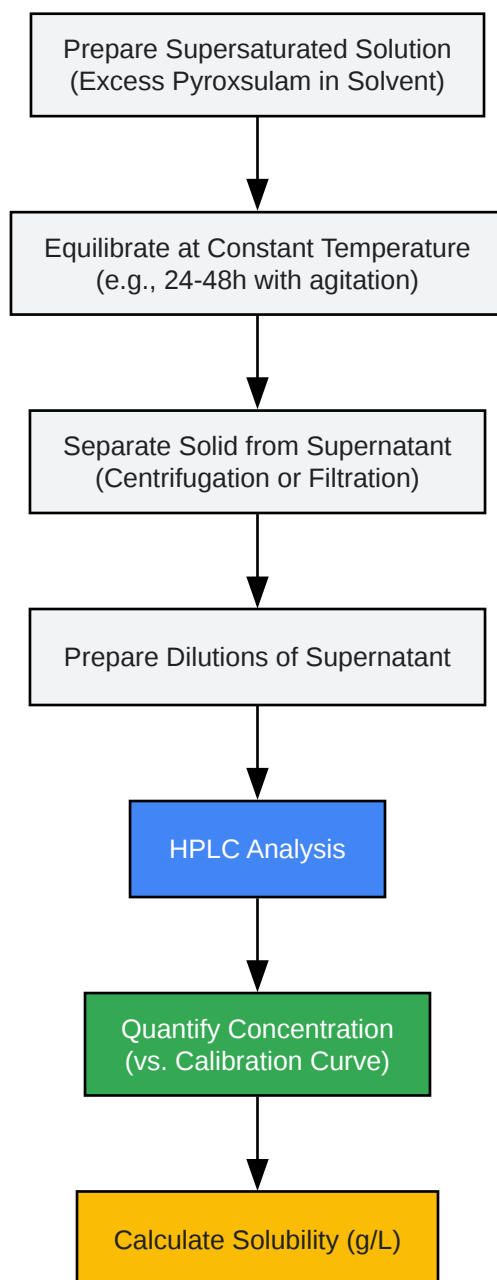 Prepare Supersaturated Solution
(Excess Pyroxsulam in Solvent)
Equilibrate at Constant Temperature
(e.g., 24-48h with agitation)
Separate Solid from Supernatant
(Centrifugation or Filtration)
Prepare Dilutions of Supernatant
HPLC Analysis
Quantify Concentration
(vs. Calibration Curve)
Calculate Solubility (g/L)